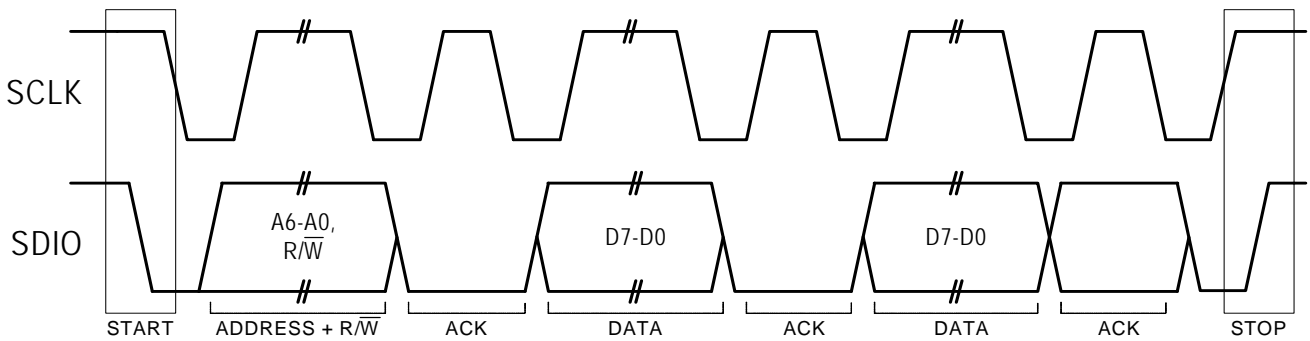 SCLK
SDIO
A6-A0,
R/W̅
D7-D0
D7-D0
START
ADDRESS + R/W̅
ACK
DATA
ACK
DATA
ACK
STOP